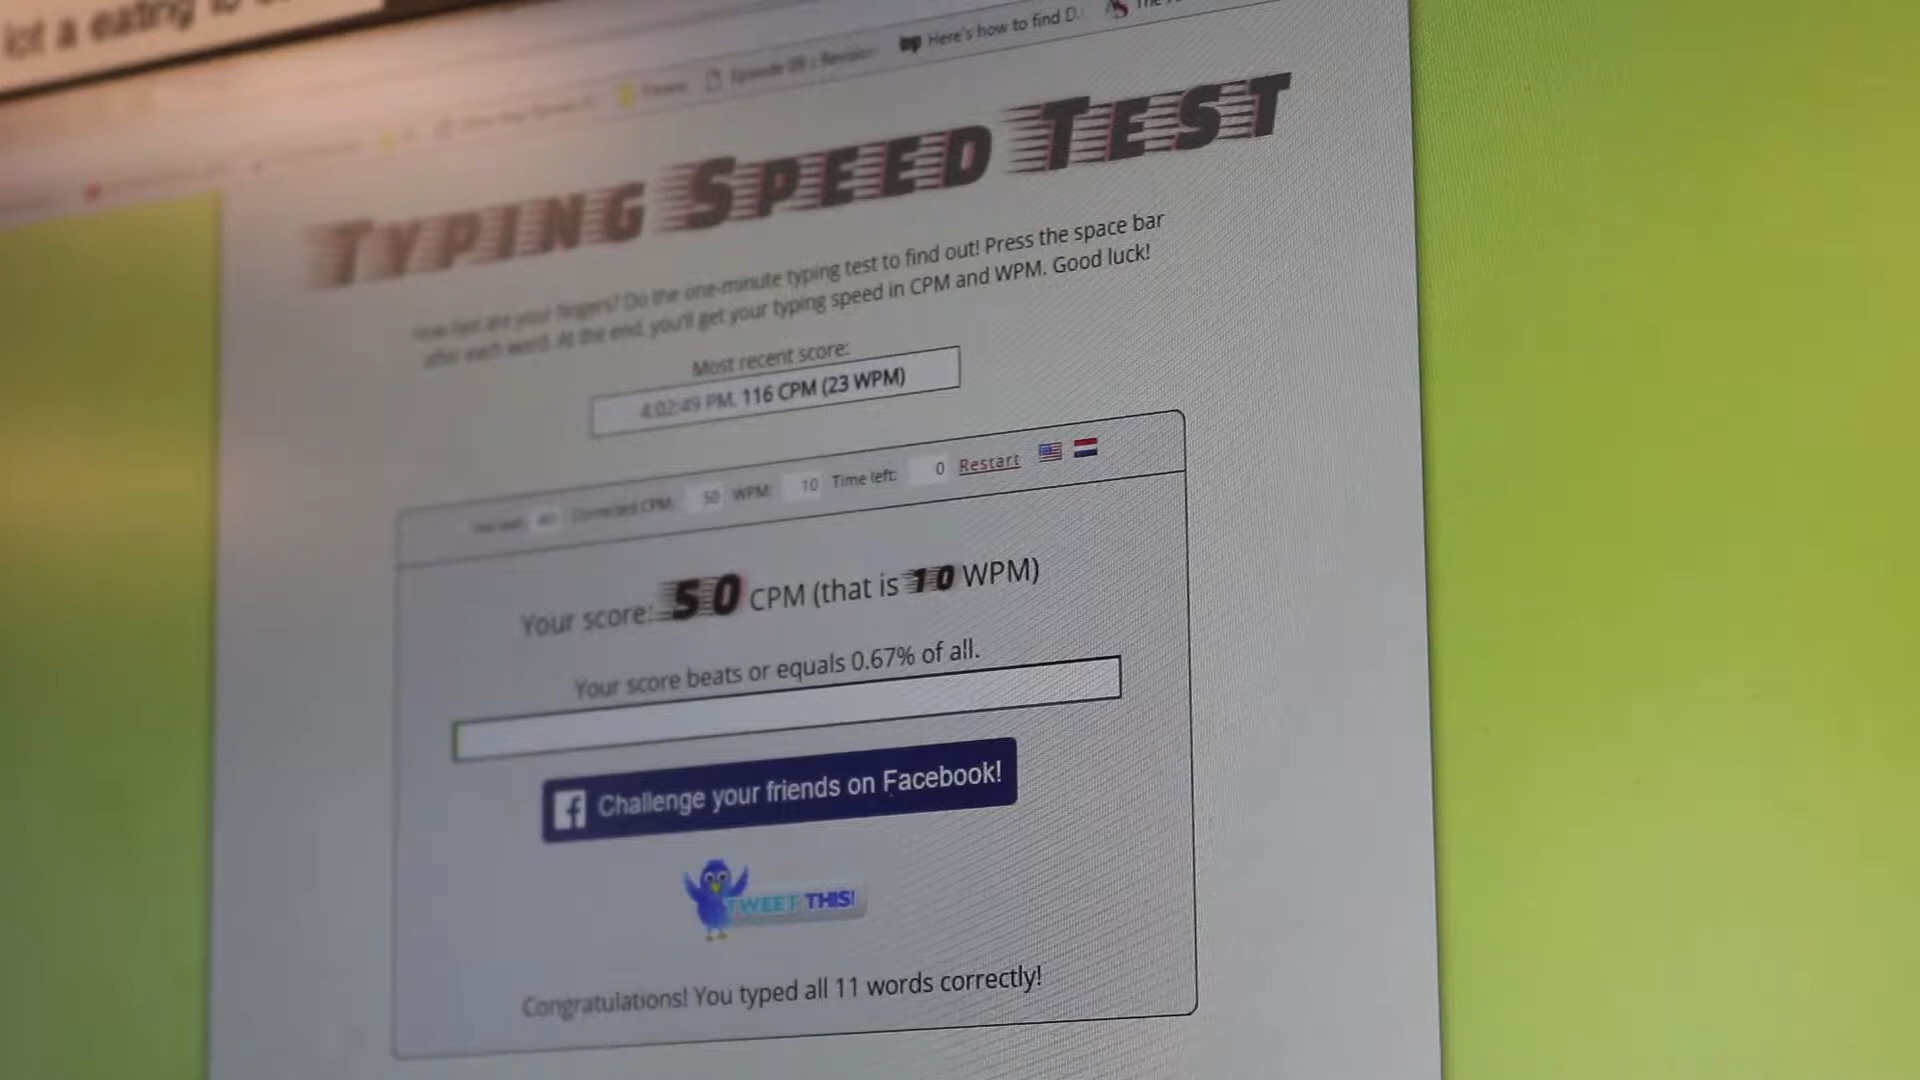 lot a eating to
Here's how to find D
Episode 09 : Revision
TYPING SPEED TEST
How fast are your fingers? Do the one-minute typing test to find out! Press the space bar
after each word. At the end, you'll get your typing speed in CPM and WPM. Good luck!
Most recent score:
4:02:49 PM, 116 CPM (23 WPM)
Corrected CPM: 50 WPM: 10 Time left: 0 Restart
Your score: 50 CPM (that is 10 WPM)
Your score beats or equals 0.67% of all.
f Challenge your friends on Facebook!
TWEET THIS!
Congratulations! You typed all 11 words correctly!